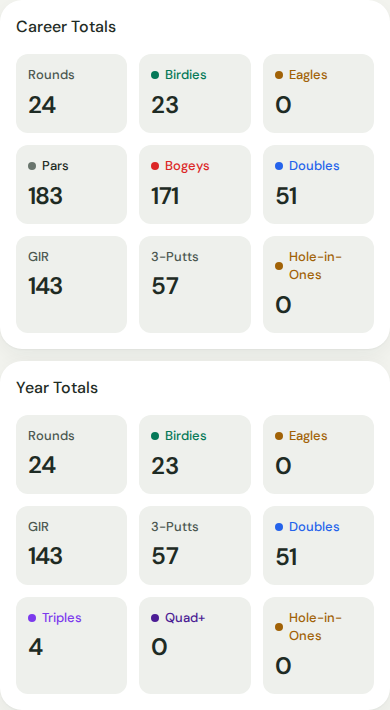 Career Totals
Rounds
Birdies
Eagles
24
23
0
Pars
Bogeys
Doubles
183
171
51
GIR
3-Putts
Hole-in-
Ones
143
57
0
Year Totals
Rounds
Birdies
Eagles
24
23
0
GIR
3-Putts
Doubles
143
57
51
Triples
Quad+
Hole-in-
Ones
4
0
0